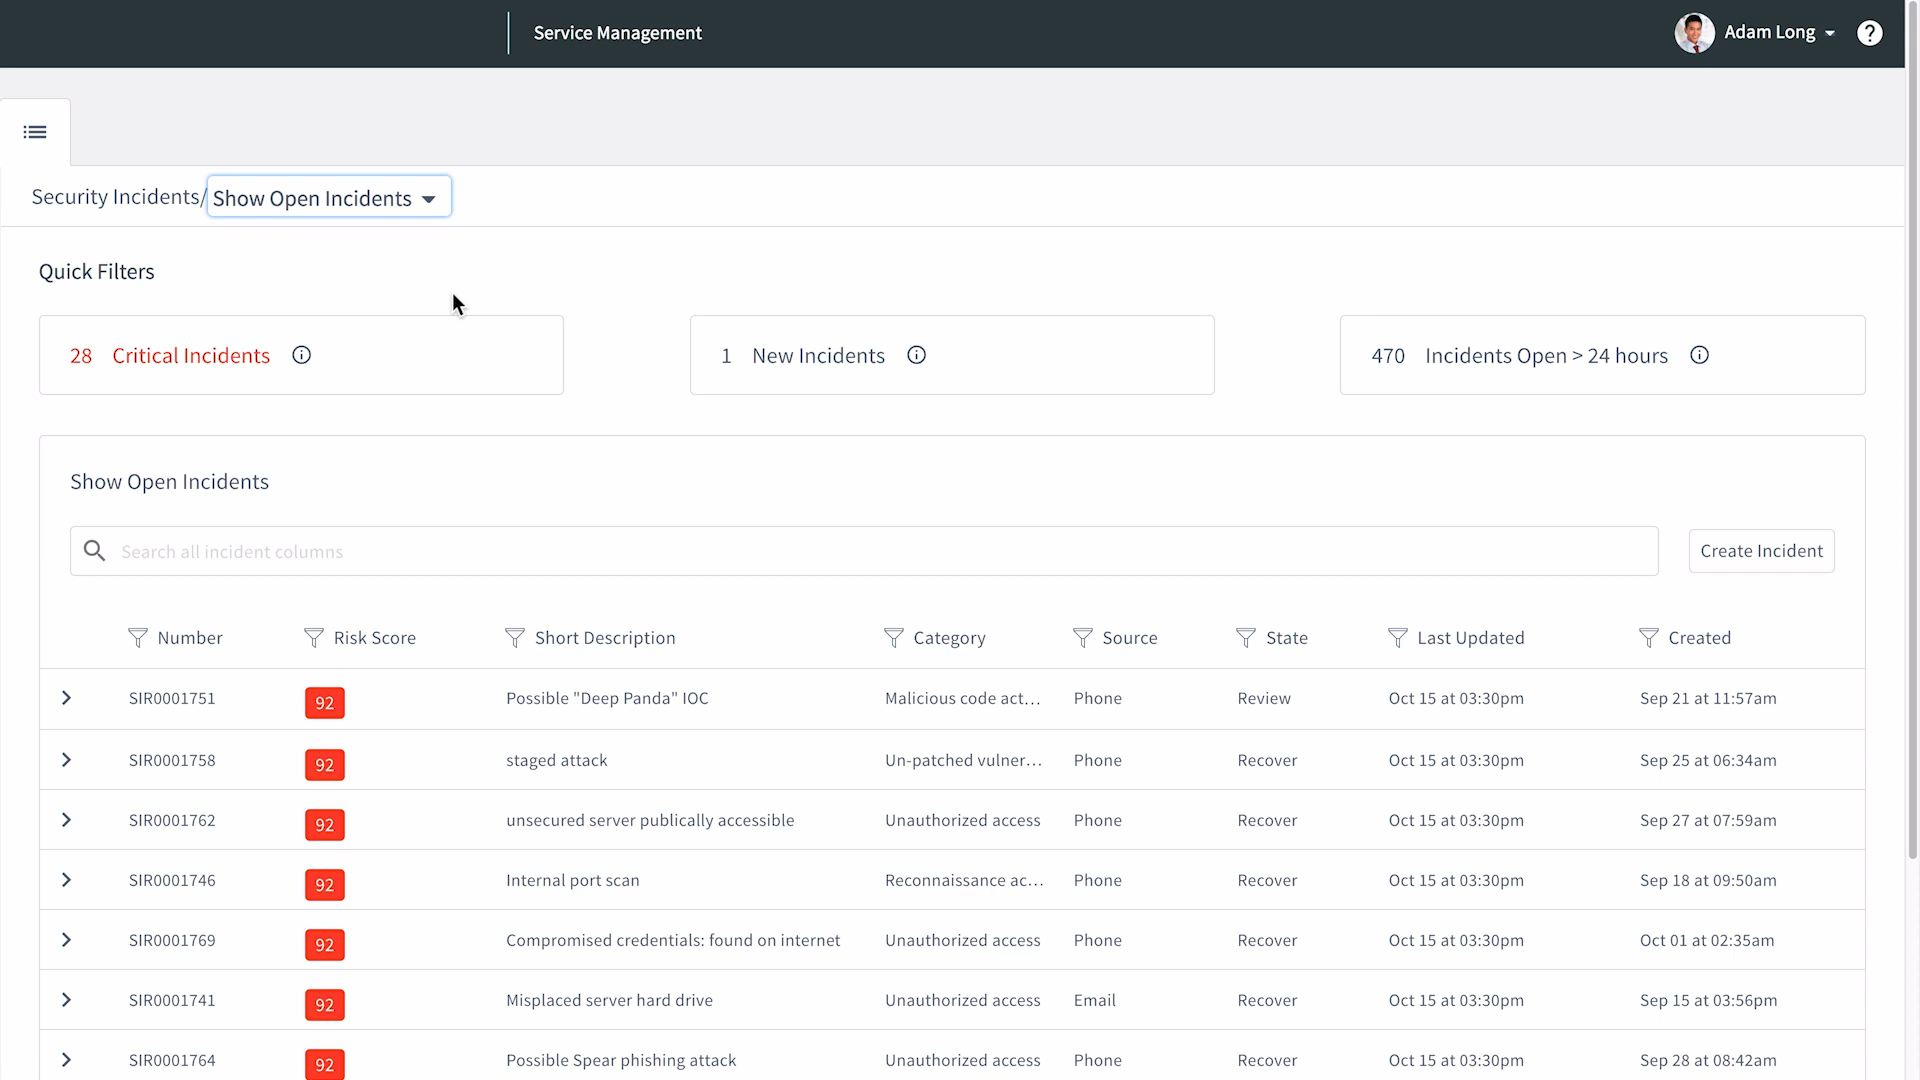 Service Management
Adam Long
Security Incidents/ Show Open Incidents
Quick Filters
28 Critical Incidents
1 New Incidents
470 Incidents Open > 24 hours
Show Open Incidents
Search all incident columns
Create Incident
Number Risk Score Short Description Category Source State Last Updated Created
SIR0001751 92 Possible "Deep Panda" IOC Malicious code act... Phone Review Oct 15 at 03:30pm Sep 21 at 11:57am
SIR0001758 92 staged attack Un-patched vulner... Phone Recover Oct 15 at 03:30pm Sep 25 at 06:34am
SIR0001762 92 unsecured server publically accessible Unauthorized access Phone Recover Oct 15 at 03:30pm Sep 27 at 07:59am
SIR0001746 92 Internal port scan Reconnaissance ac... Phone Recover Oct 15 at 03:30pm Sep 18 at 09:50am
SIR0001769 92 Compromised credentials: found on internet Unauthorized access Phone Recover Oct 15 at 03:30pm Oct 01 at 02:35am
SIR0001741 92 Misplaced server hard drive Unauthorized access Email Recover Oct 15 at 03:30pm Sep 15 at 03:56pm
SIR0001764 92 Possible Spear phishing attack Unauthorized access Phone Recover Oct 15 at 03:30pm Sep 28 at 08:42am